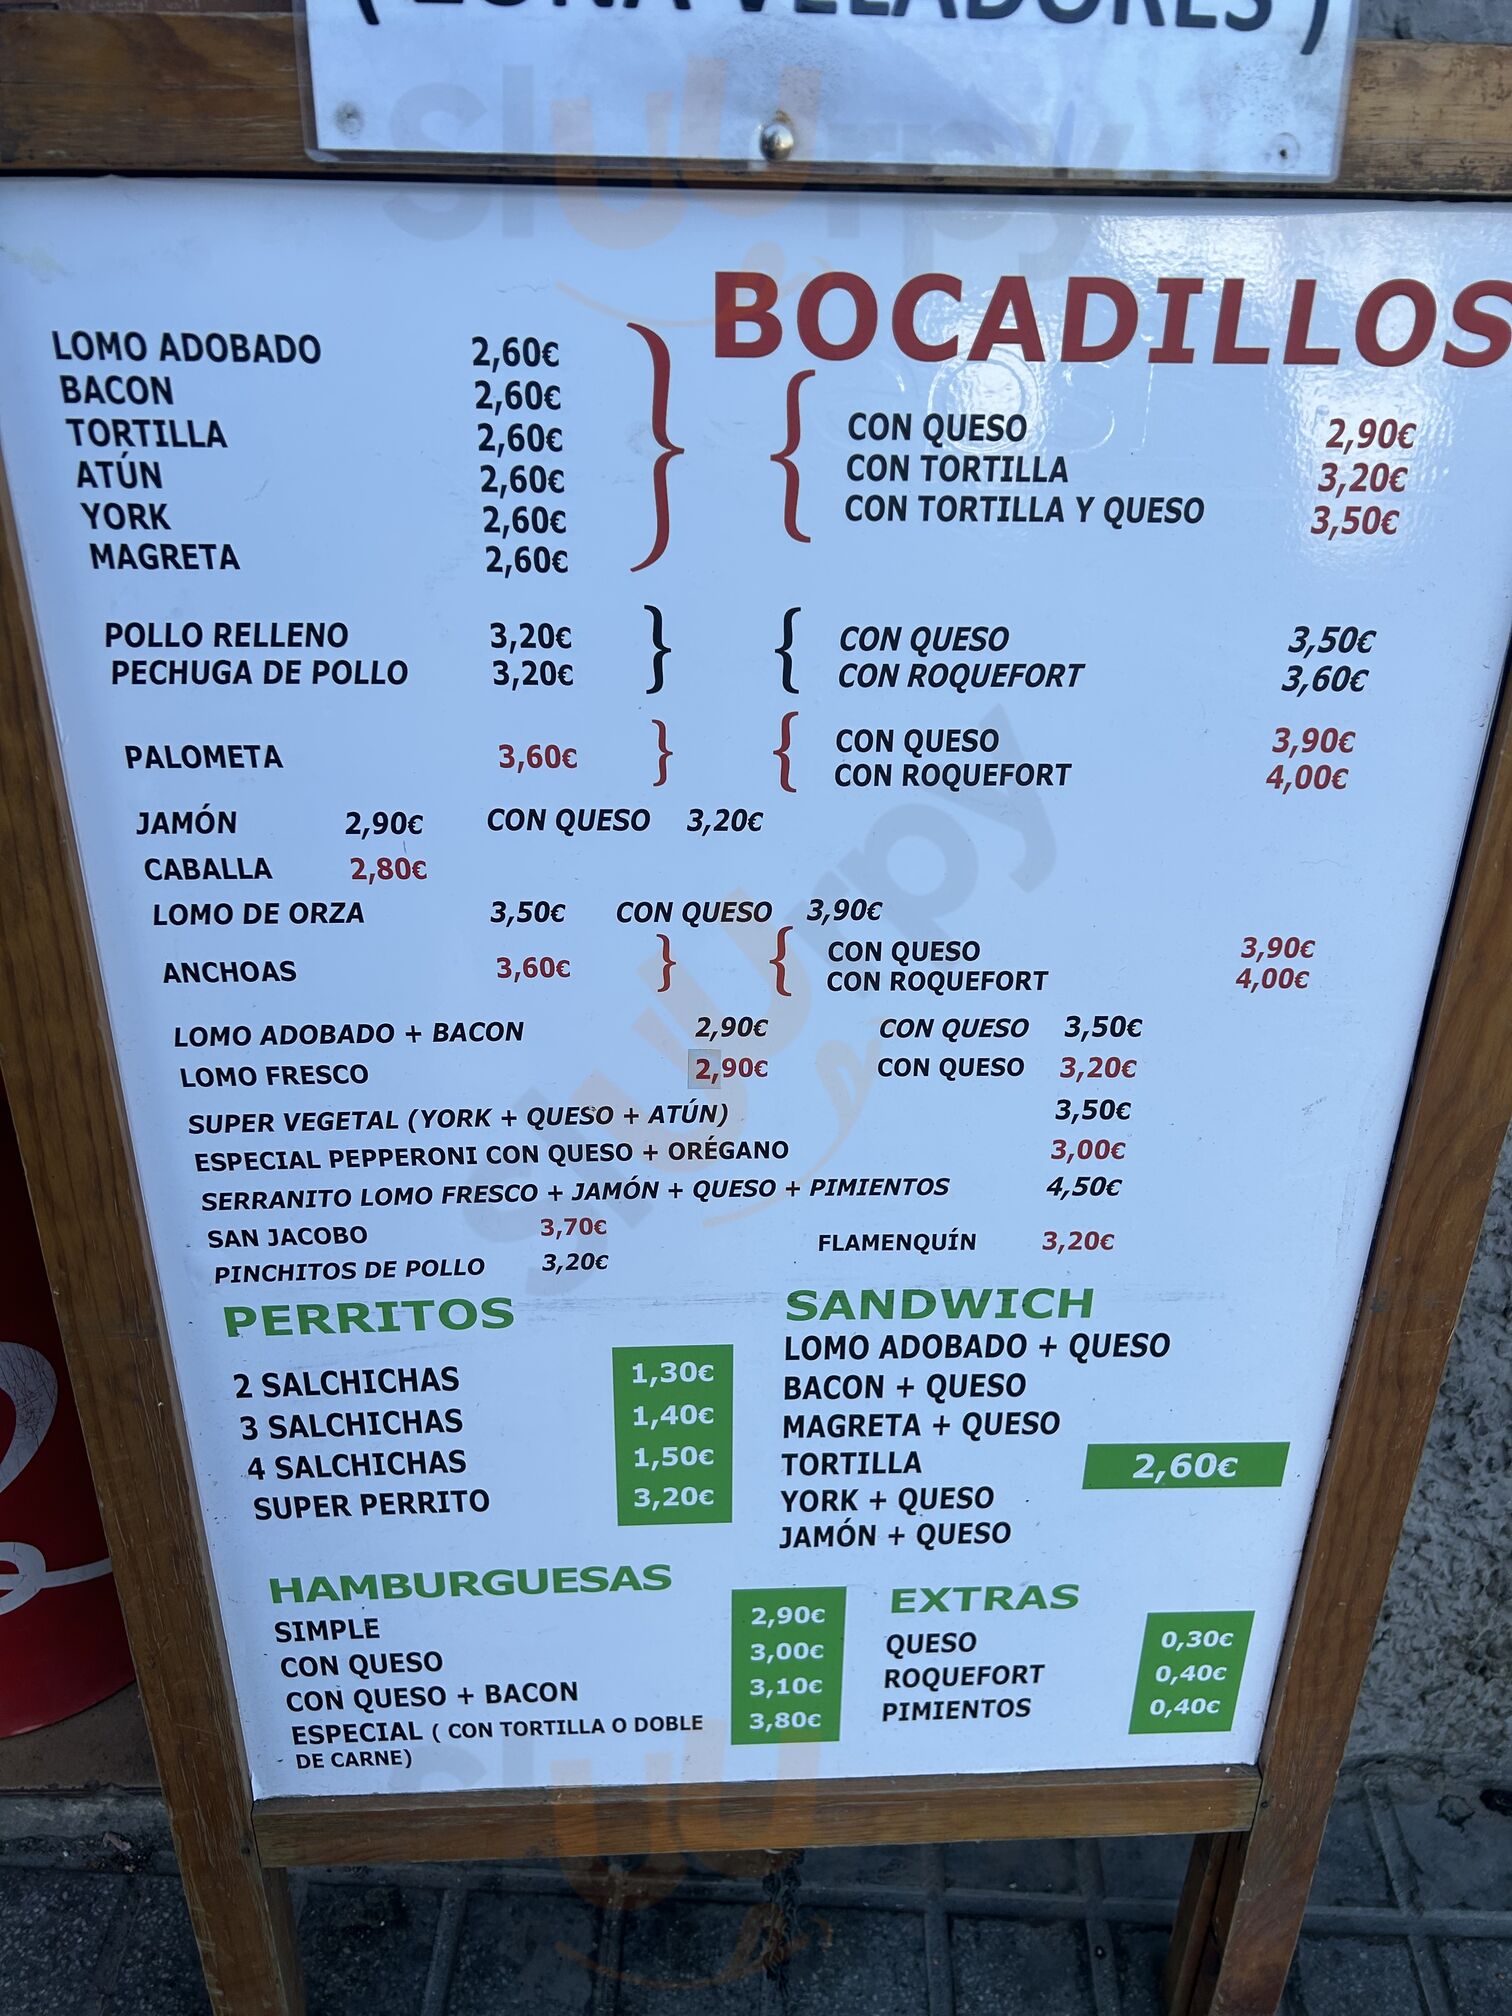 ( ZONA VELADORES )
BOCADILLOS
LOMO ADOBADO 2,60€
BACON 2,60€
TORTILLA 2,60€
ATÚN 2,60€
YORK 2,60€
MAGRETA 2,60€
CON QUESO 2,90€
CON TORTILLA 3,20€
CON TORTILLA Y QUESO 3,50€
POLLO RELLENO 3,20€
PECHUGA DE POLLO 3,20€
CON QUESO 3,50€
CON ROQUEFORT 3,60€
PALOMETA 3,60€
CON QUESO 3,90€
CON ROQUEFORT 4,00€
JAMÓN 2,90€ CON QUESO 3,20€
CABALLA 2,80€
LOMO DE ORZA 3,50€ CON QUESO 3,90€
ANCHOAS 3,60€
CON QUESO 3,90€
CON ROQUEFORT 4,00€
LOMO ADOBADO + BACON 2,90€ CON QUESO 3,50€
LOMO FRESCO 2,90€ CON QUESO 3,20€
SUPER VEGETAL (YORK + QUESO + ATÚN) 3,50€
ESPECIAL PEPPERONI CON QUESO + ORÉGANO 3,00€
SERRANITO LOMO FRESCO + JAMÓN + QUESO + PIMIENTOS 4,50€
SAN JACOBO 3,70€ FLAMENQUÍN 3,20€
PINCHITOS DE POLLO 3,20€
PERRITOS
2 SALCHICHAS 1,30€
3 SALCHICHAS 1,40€
4 SALCHICHAS 1,50€
SUPER PERRITO 3,20€
SANDWICH
LOMO ADOBADO + QUESO
BACON + QUESO
MAGRETA + QUESO
TORTILLA 2,60€
YORK + QUESO
JAMÓN + QUESO
HAMBURGUESAS
SIMPLE 2,90€
CON QUESO 3,00€
CON QUESO + BACON 3,10€
ESPECIAL ( CON TORTILLA O DOBLE 3,80€
DE CARNE)
EXTRAS
QUESO 0,30€
ROQUEFORT 0,40€
PIMIENTOS 0,40€
sluurpy
sluurpy
sluurpy